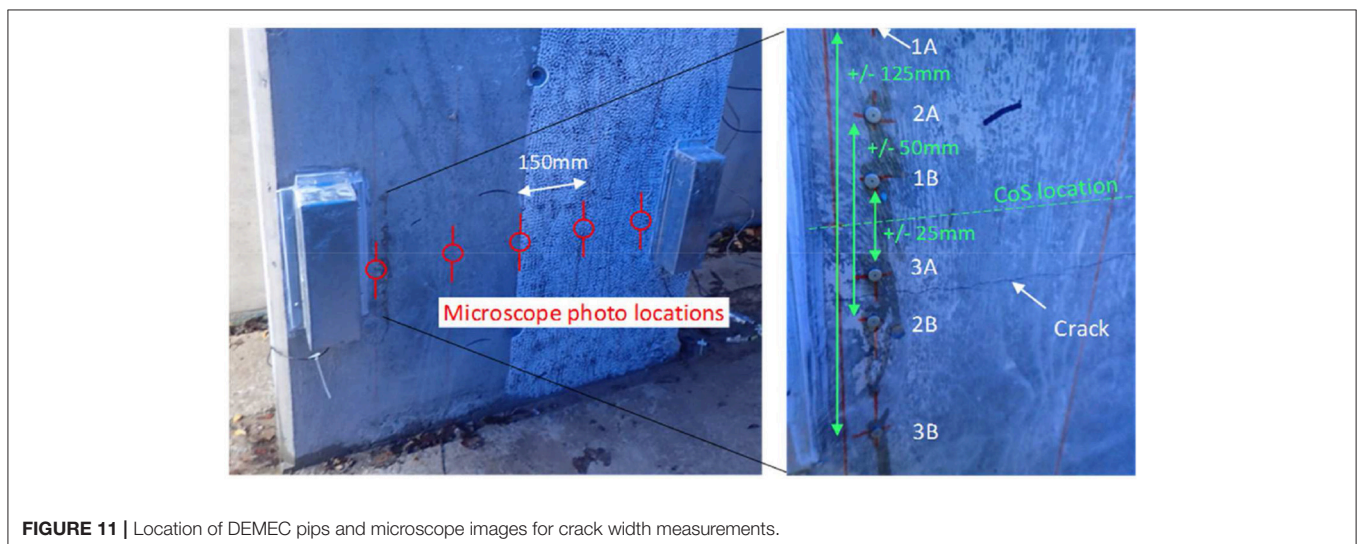 150mm
Microscope photo locations
1A
+/- 125mm
2A
+/- 50mm
1B
CoS location
+/- 25mm
3A
2B
Crack
3B
FIGURE 11 | Location of DEMEC pips and microscope images for crack width measurements.